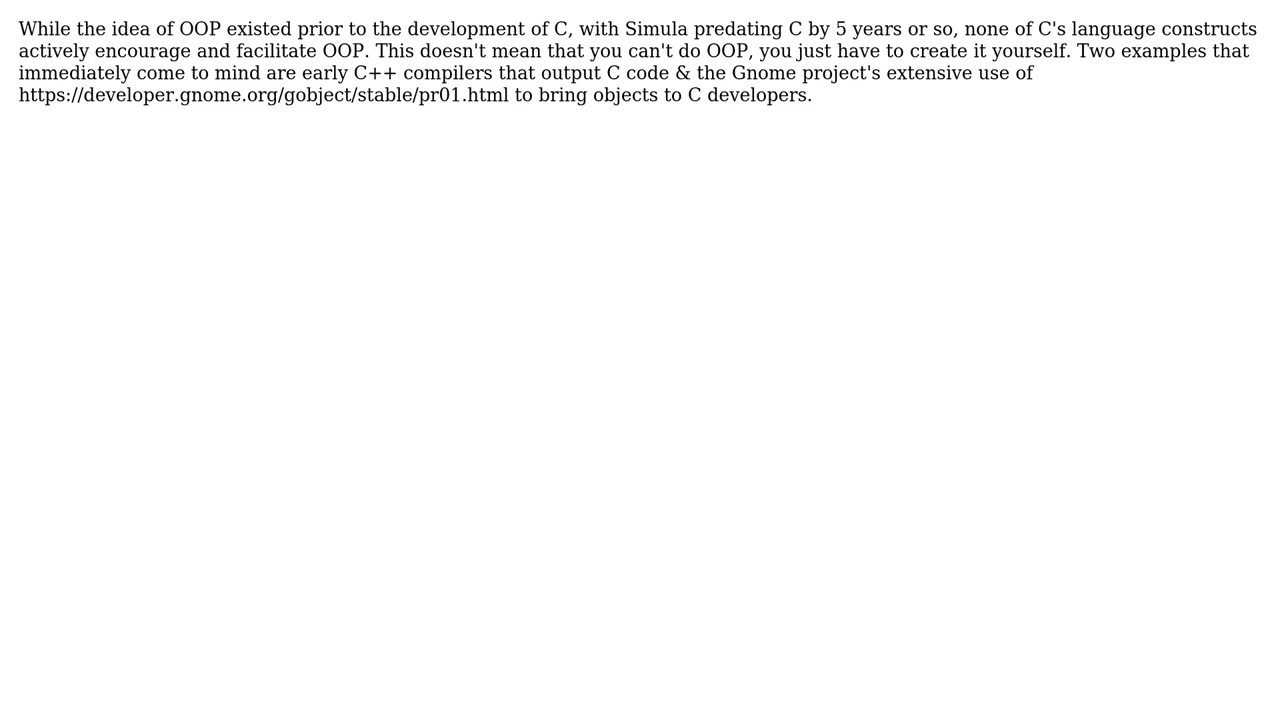 While the idea of OOP existed prior to the development of C, with Simula predating C by 5 years or so, none of C's language constructs
actively encourage and facilitate OOP. This doesn't mean that you can't do OOP, you just have to create it yourself. Two examples that
immediately come to mind are early C++ compilers that output C code & the Gnome project's extensive use of
https://developer.gnome.org/gobject/stable/pr01.html to bring objects to C developers.